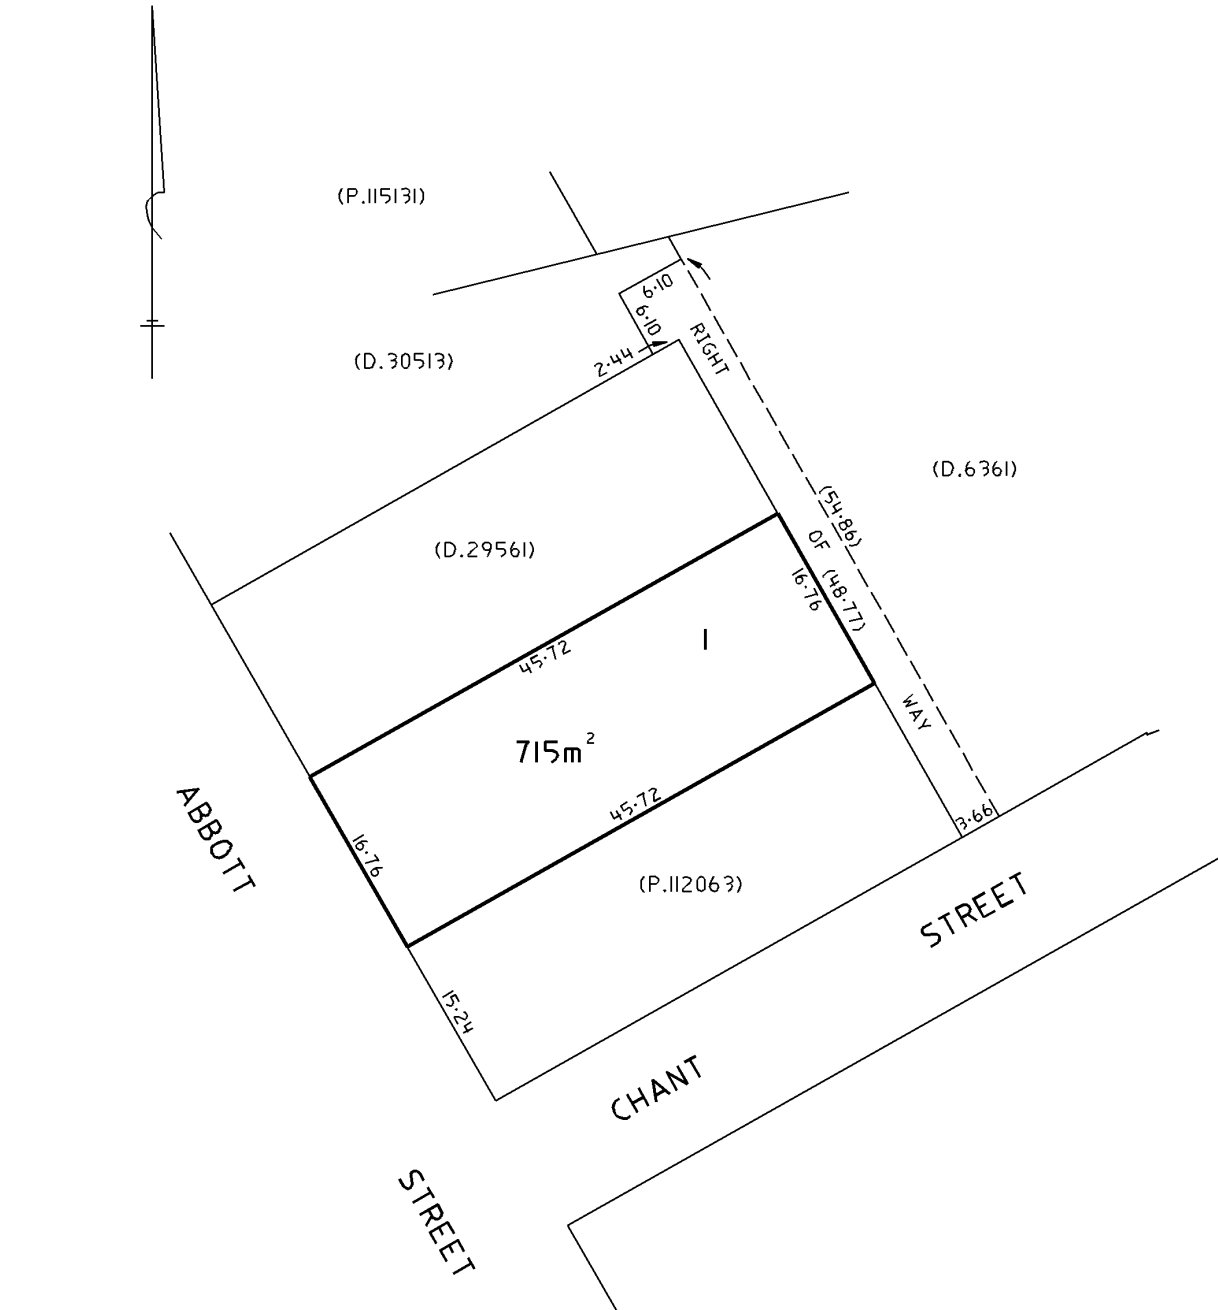 (P.115131)
6·10
6·10
RIGHT
2·44
(D.30513)
(D.6361)
(54·86)
OF
(D.29561)
16·76
(48·77)
1
45·72
WAY
715m²
45·72
3·66
ABBOTT
16·76
(P.112063)
STREET
15·24
CHANT
STREET